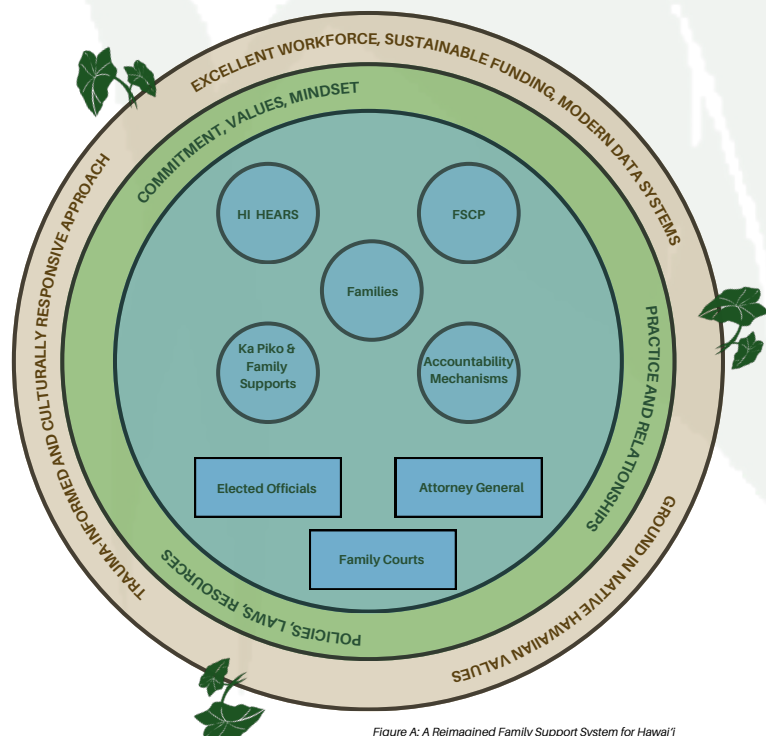 EXCELLENT WORKFORCE, SUSTAINABLE FUNDING, MODERN DATA SYSTEMS
COMMITMENT, VALUES, MINDSET
TRAUMA-INFORMED AND CULTURALLY RESPONSIVE APPROACH
HI HEARS
FSCP
Families
Ka Piko &
Family
Supports
Accountability
Mechanisms
PRACTICE AND RELATIONSHIPS
Elected Officials
Attorney General
Family Courts
POLICIES, LAWS, RESOURCES
GROUND IN NATIVE HAWAIIAN VALUES
Figure A: A Reimagined Family Support System for Hawai‘i